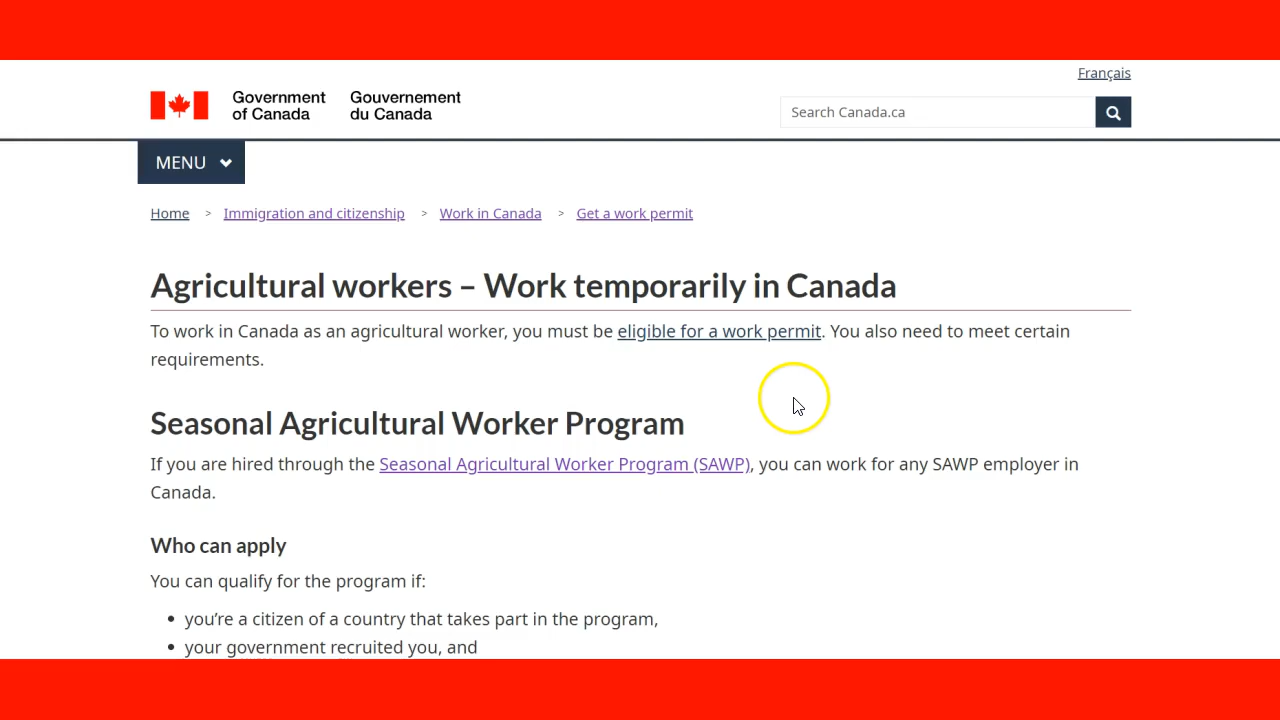 Français
Government
of Canada
Gouvernement
du Canada
Search Canada.ca
MENU
Home > Immigration and citizenship > Work in Canada > Get a work permit
Agricultural workers – Work temporarily in Canada
To work in Canada as an agricultural worker, you must be eligible for a work permit. You also need to meet certain
requirements.
Seasonal Agricultural Worker Program
If you are hired through the Seasonal Agricultural Worker Program (SAWP), you can work for any SAWP employer in
Canada.
Who can apply
You can qualify for the program if:
• you’re a citizen of a country that takes part in the program,
• your government recruited you, and